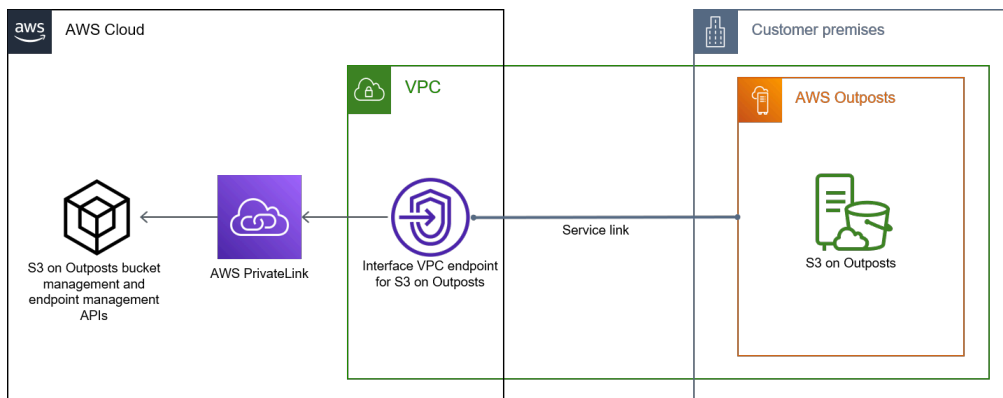 aws
AWS Cloud
Customer premises
VPC
AWS Outposts
Service link
S3 on Outposts bucket
management and
endpoint management
APIs
AWS PrivateLink
Interface VPC endpoint
for S3 on Outposts
S3 on Outposts